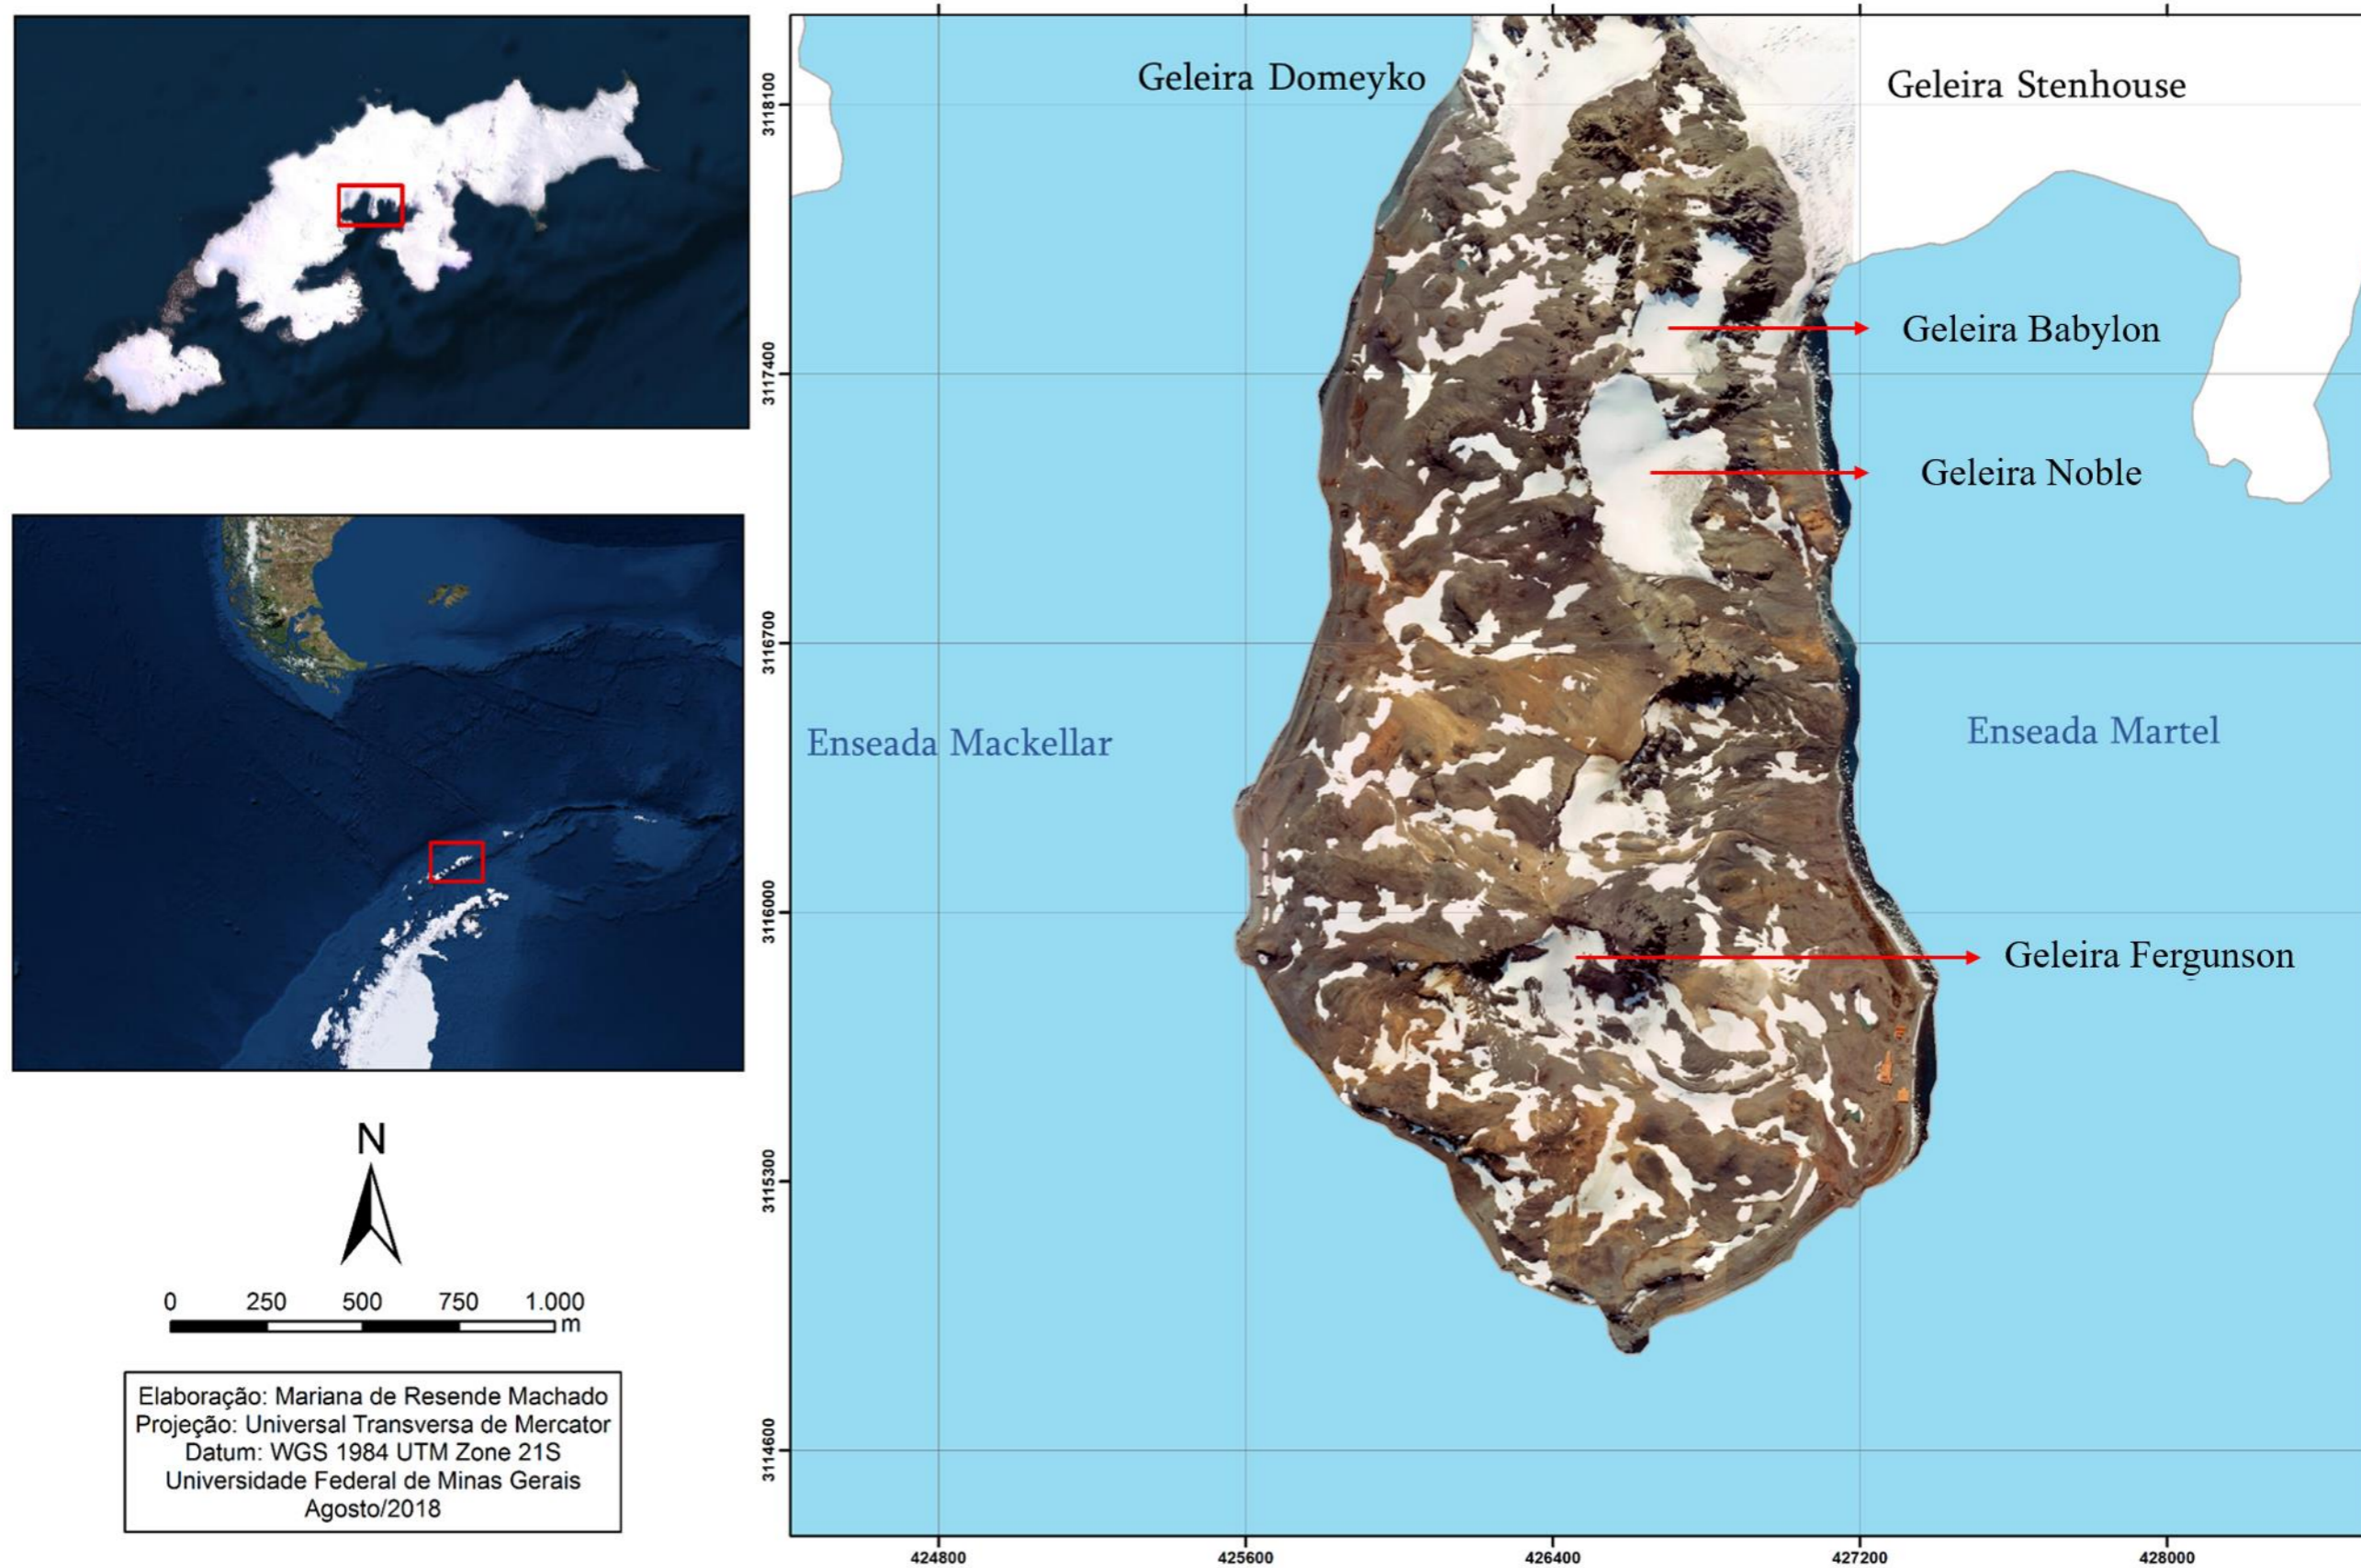 Geleira Domeyko
Geleira Stenhouse
Geleira Babylon
Geleira Noble
Enseada Mackellar
Enseada Martel
Geleira Fergunson
3118100
3117400
3116700
3116000
3115300
3114600
424800
425600
426400
427200
428000
N
0 250 500 750 1.000
m
Elaboração: Mariana de Resende Machado
Projeção: Universal Transversa de Mercator
Datum: WGS 1984 UTM Zone 21S
Universidade Federal de Minas Gerais
Agosto/2018